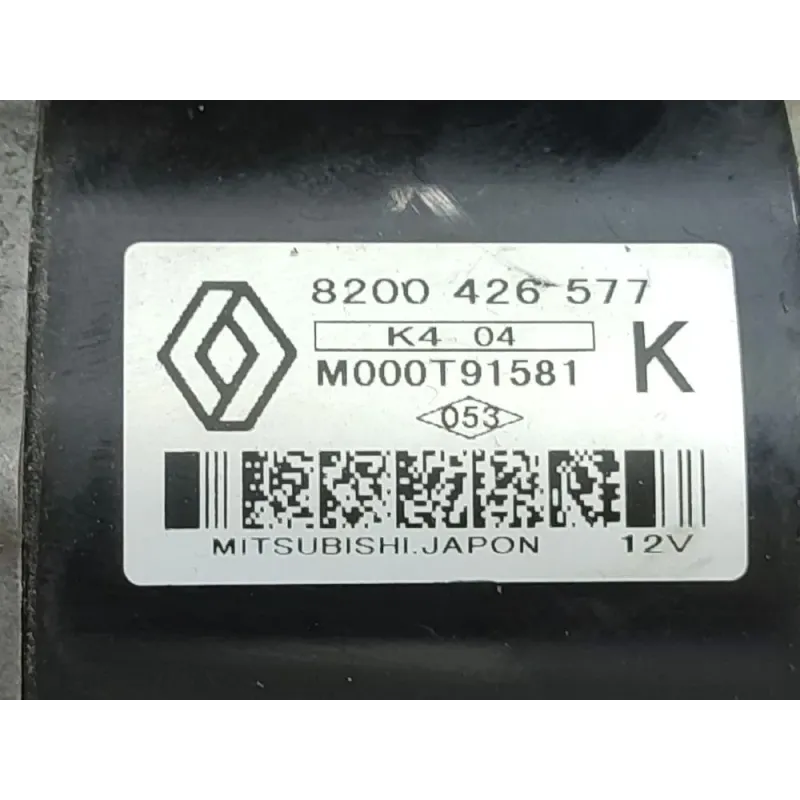 8200 426 577
K4 04
M000T91581
K
053
MITSUBISHI.JAPON
12V